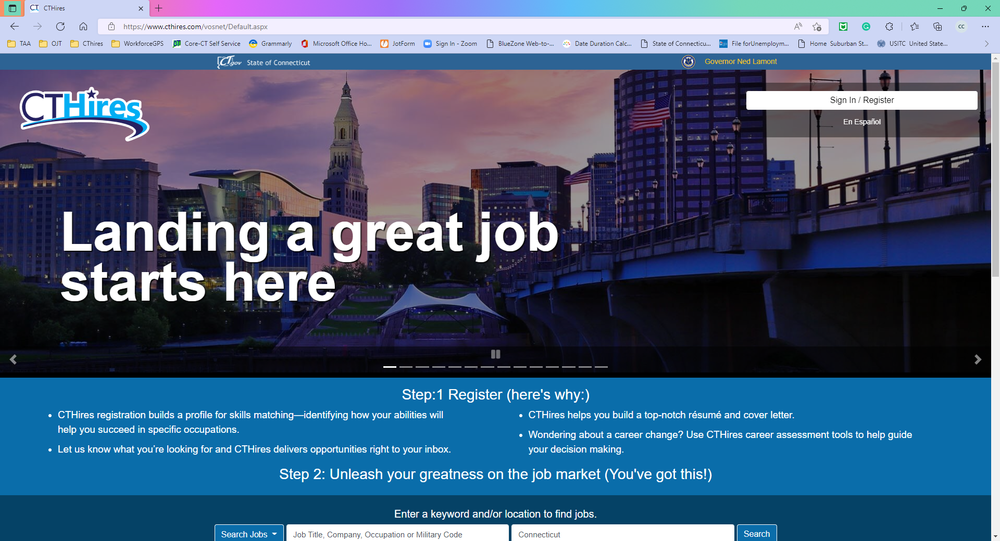 CT CTHires
https://www.cthires.com/vosnet/Default.aspx CC
TAA OJT CThires WorkforceGPS Core-CT Self Service Grammarly Microsoft Office Ho... JotForm Sign In - Zoom BlueZone Web-to-... Date Duration Calc... State of Connecticu... File forUnemploym... Home Suburban St... USITC United State...
CT.gov State of Connecticut Governor Ned Lamont
CTHires
Sign In / Register
En Español
Landing a great job
starts here
Step:1 Register (here's why:)
• CTHires registration builds a profile for skills matching—identifying how your abilities will
help you succeed in specific occupations.
• Let us know what you’re looking for and CTHires delivers opportunities right to your inbox.
• CTHires helps you build a top-notch résumé and cover letter.
• Wondering about a career change? Use CTHires career assessment tools to help guide
your decision making.
Step 2: Unleash your greatness on the job market (You've got this!)
Enter a keyword and/or location to find jobs.
Search Jobs Job Title, Company, Occupation or Military Code Connecticut Search